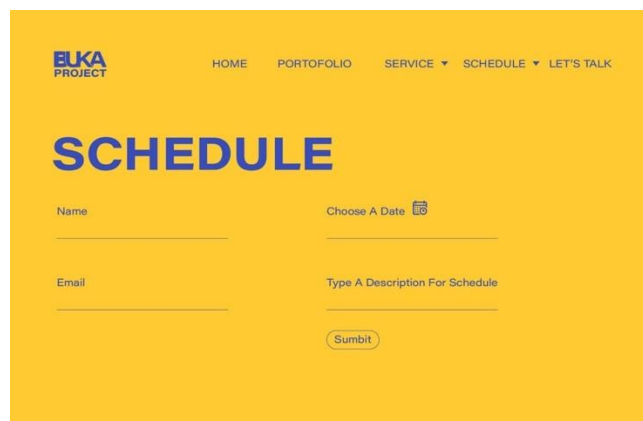 BUKA
PROJECT
HOME PORTOFOLIO SERVICE SCHEDULE LET'S TALK
SCHEDULE
Name
Choose A Date
Email
Type A Description For Schedule
Sumbit